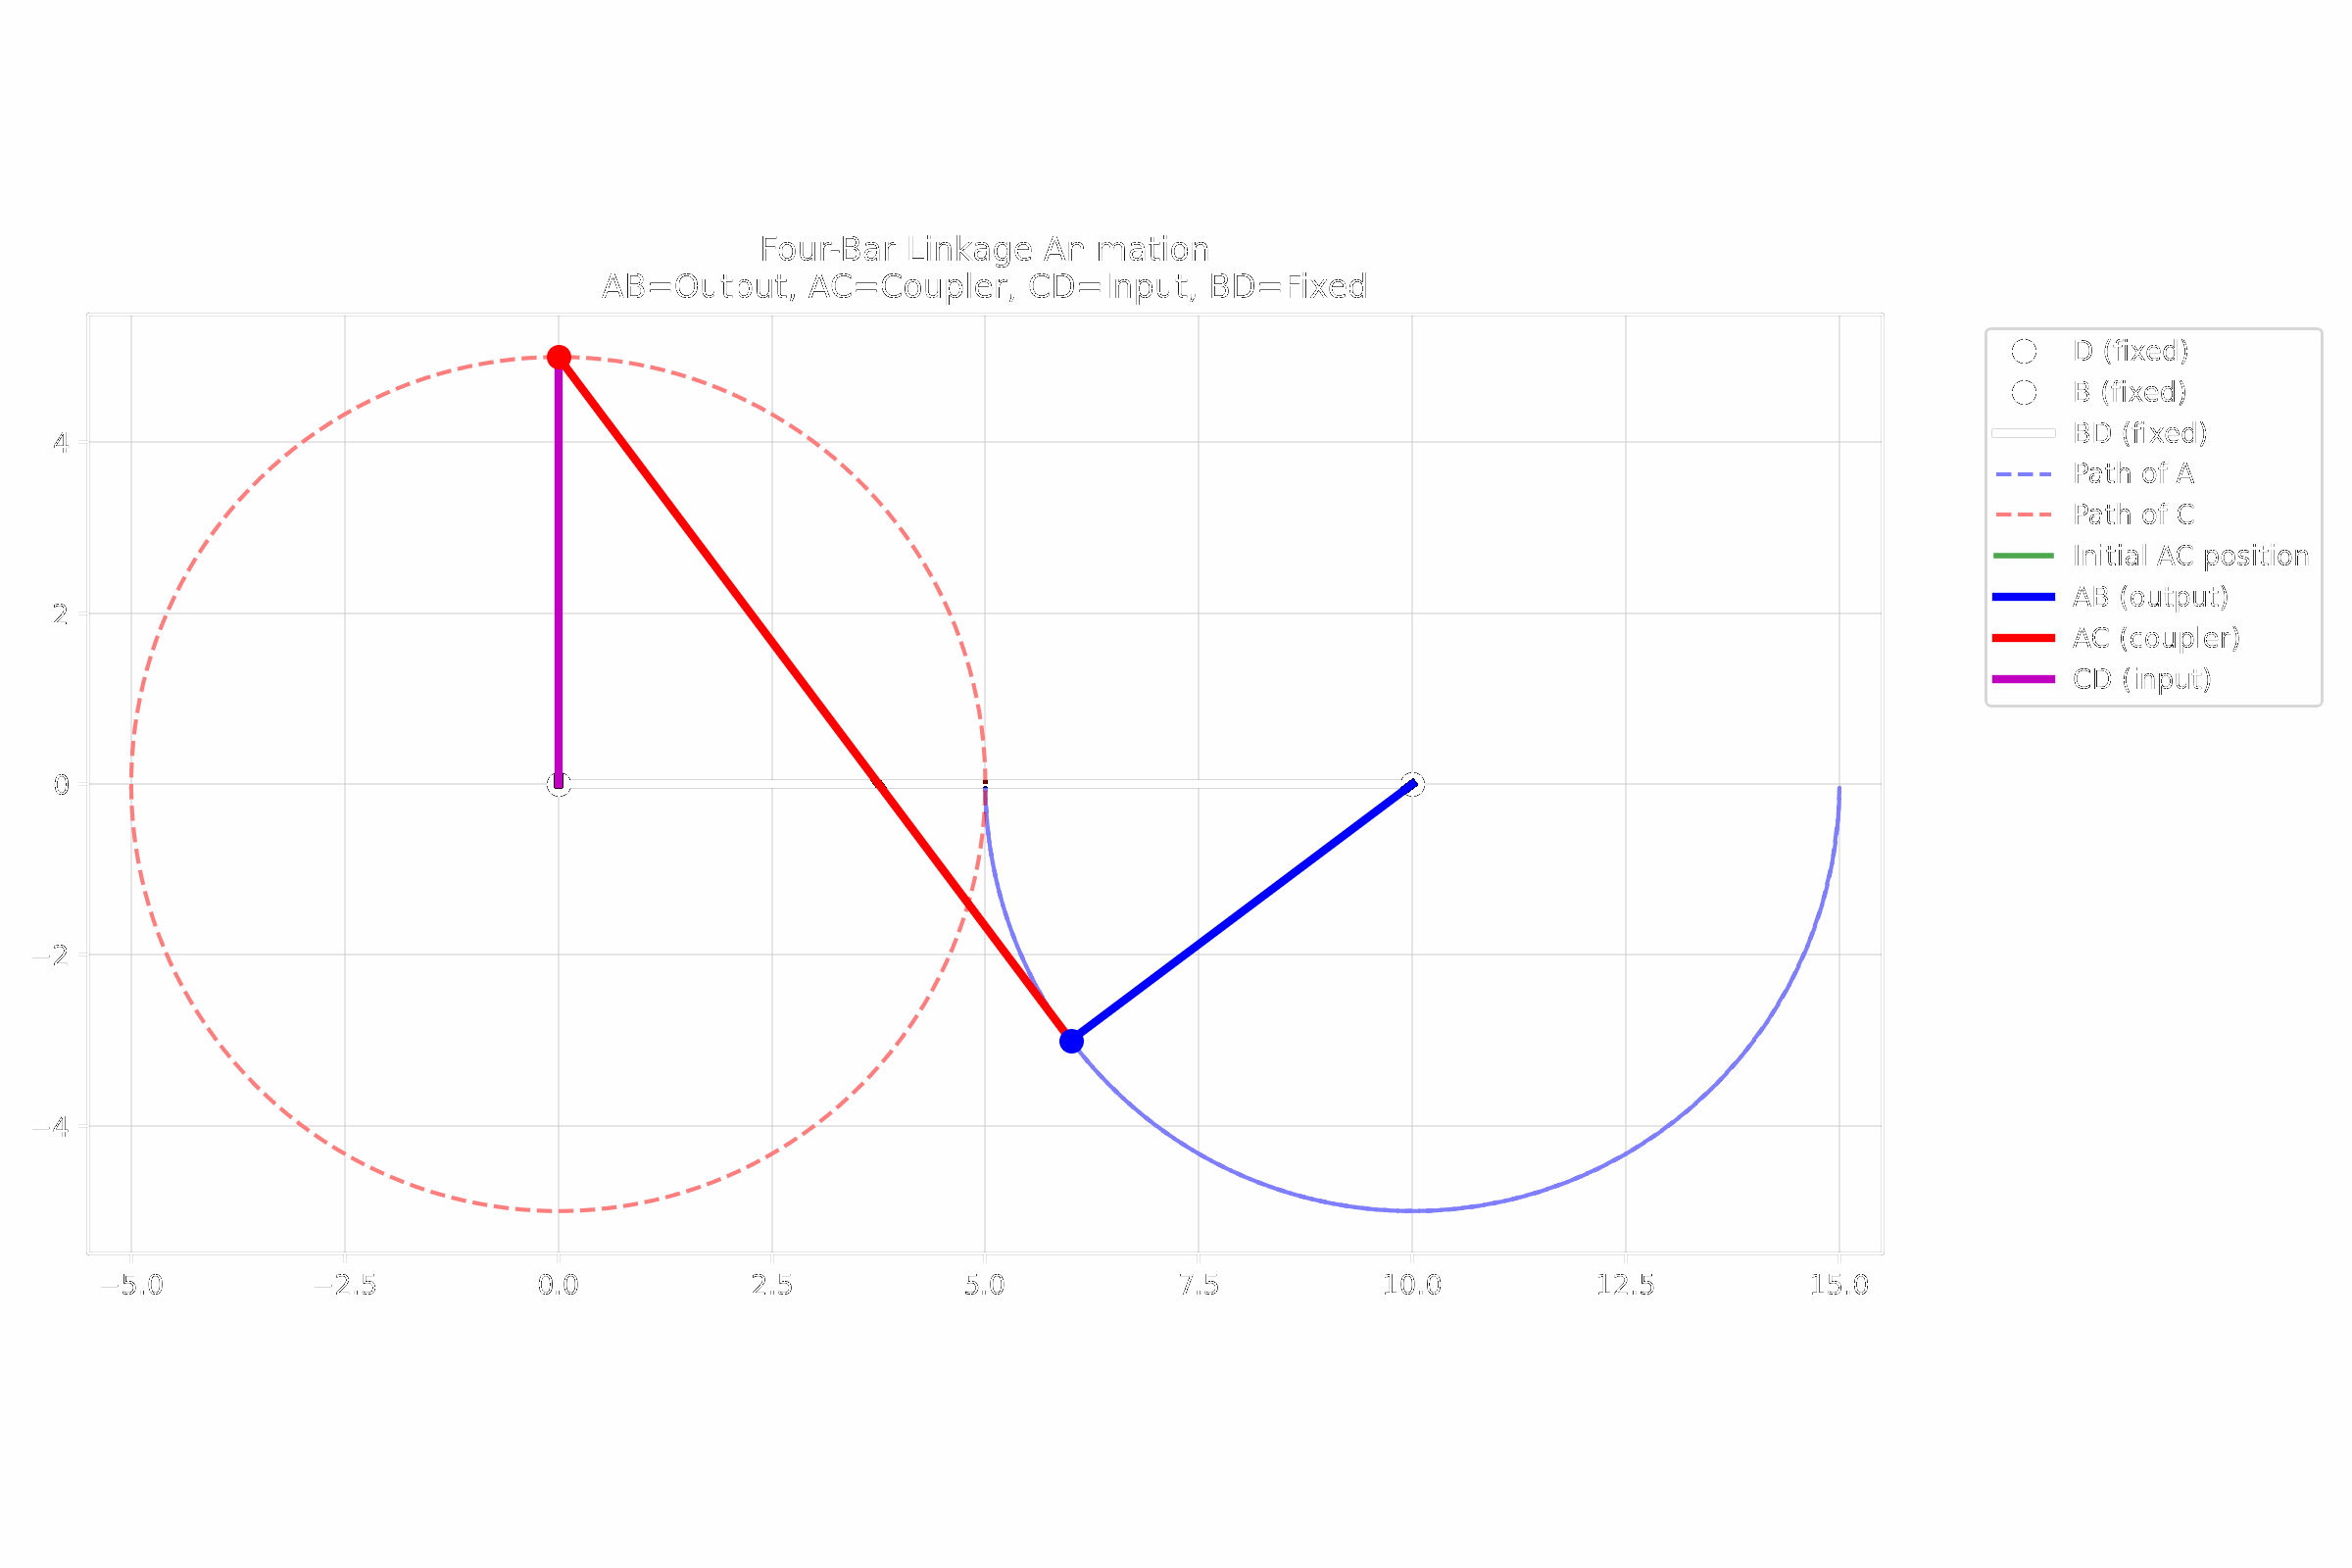 Four-Bar Linkage An mation
AB=Output, AC=Coupler, CD=Input, BD=Fixed
D (fixed)
B (fixed)
BD (fixed)
Path of A
Path of C
Initial AC position
AB (output)
AC (coupler)
CD (input)
4
2
0
−2
−4
−5.0 −2.5 0.0 2.5 5.0 7.5 10.0 12.5 15.0